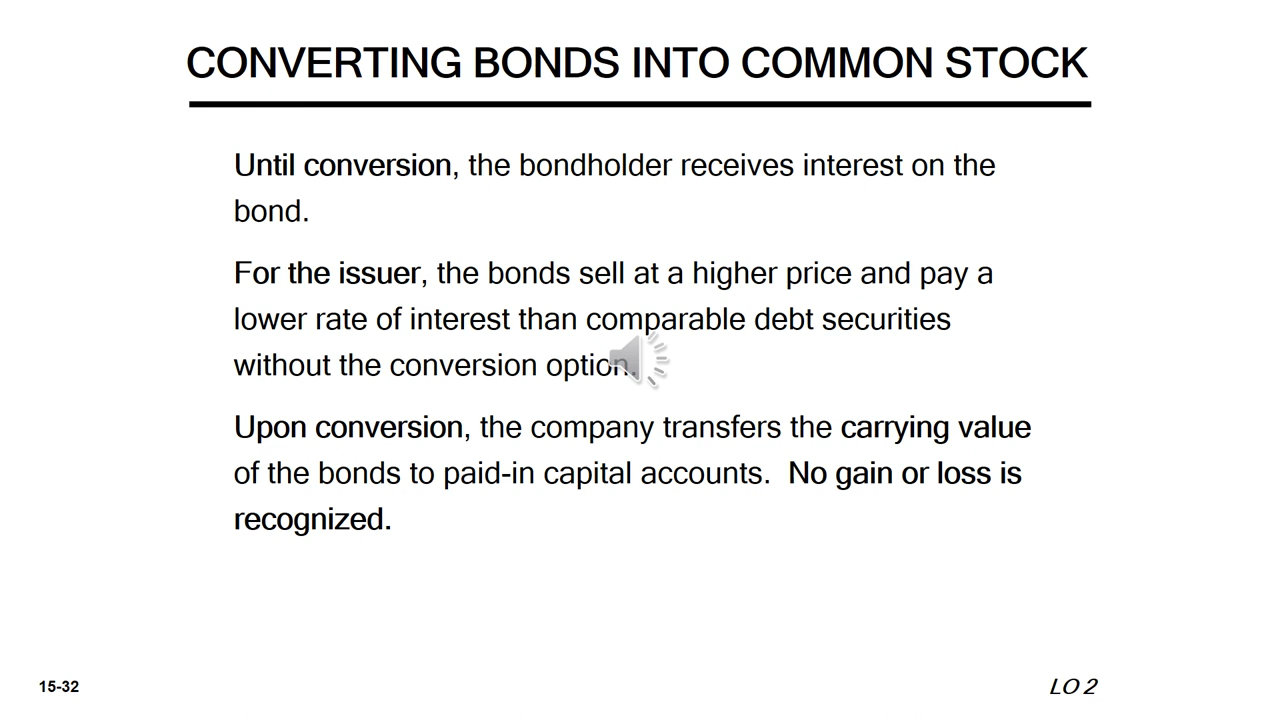 CONVERTING BONDS INTO COMMON STOCK
Until conversion, the bondholder receives interest on the
bond.
For the issuer, the bonds sell at a higher price and pay a
lower rate of interest than comparable debt securities
without the conversion option.
Upon conversion, the company transfers the carrying value
of the bonds to paid-in capital accounts.  No gain or loss is
recognized.
15-32
LO 2